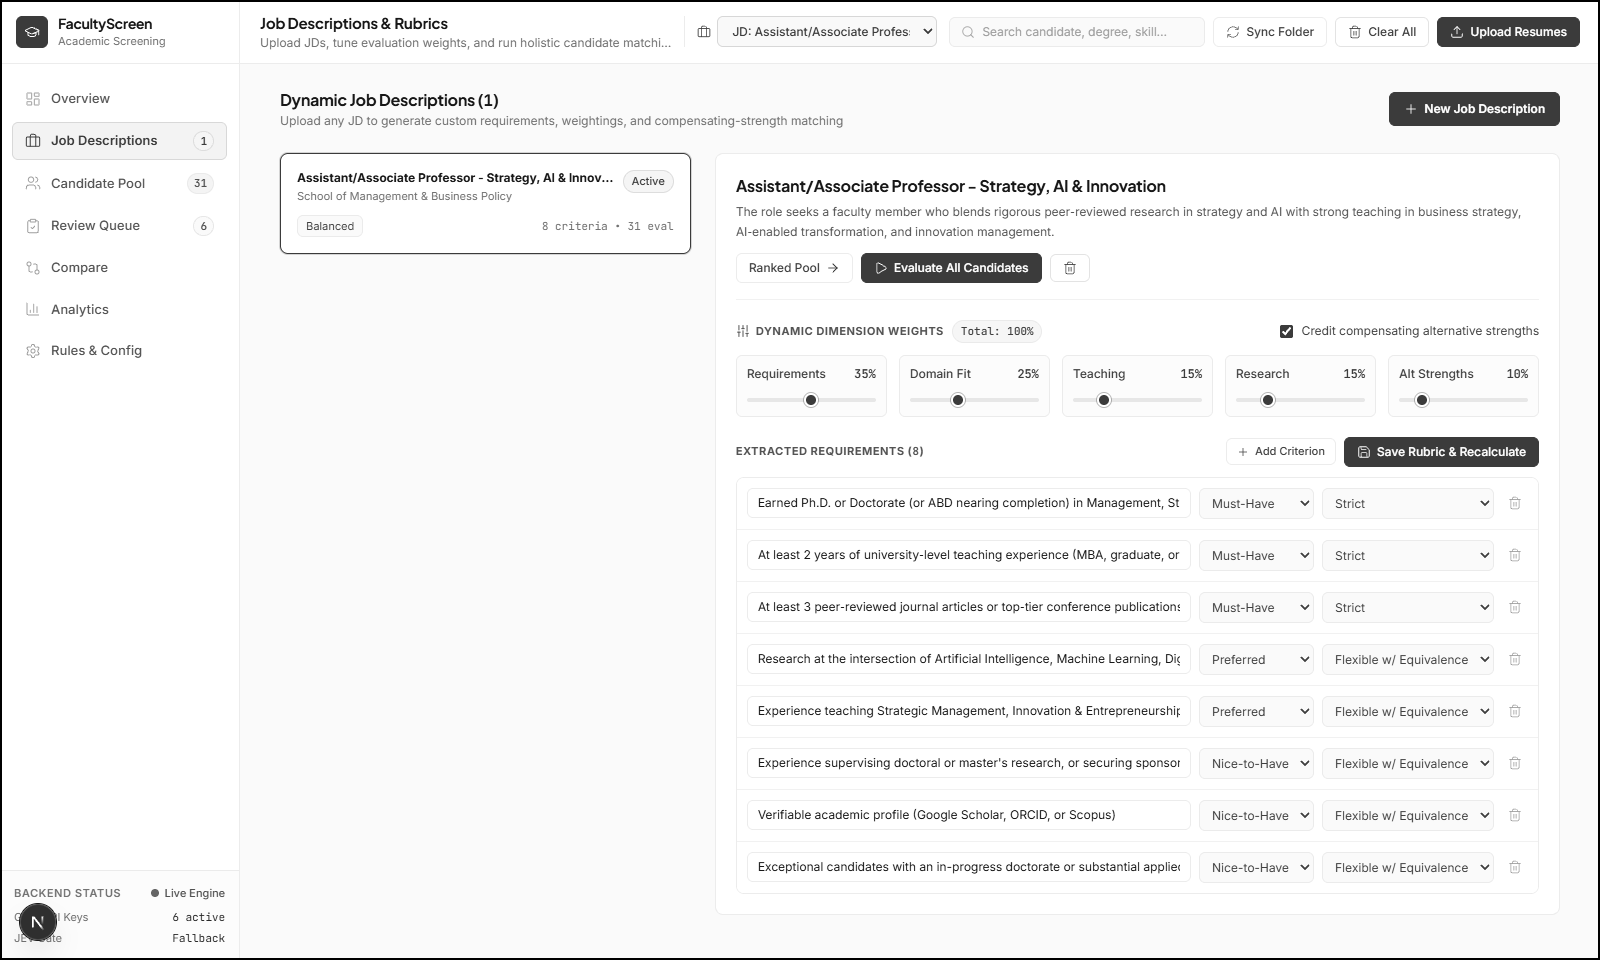 FacultyScreen
Academic Screening
Job Descriptions & Rubrics
Upload JDs, tune evaluation weights, and run holistic candidate matchi...
JD: Assistant/Associate Profes
Search candidate, degree, skill...
Sync Folder
Clear All
Upload Resumes
Overview
Job Descriptions 1
Candidate Pool 31
Review Queue 6
Compare
Analytics
Rules & Config
BACKEND STATUS Live Engine
Keys 6 active
Fallback
N
Dynamic Job Descriptions (1)
Upload any JD to generate custom requirements, weightings, and compensating-strength matching
New Job Description
Assistant/Associate Professor - Strategy, AI & Innov... Active
School of Management & Business Policy
Balanced 8 criteria • 31 eval
Assistant/Associate Professor – Strategy, AI & Innovation
The role seeks a faculty member who blends rigorous peer-reviewed research in strategy and AI with strong teaching in business strategy,
AI-enabled transformation, and innovation management.
Ranked Pool → Evaluate All Candidates
DYNAMIC DIMENSION WEIGHTS Total: 100% Credit compensating alternative strengths
Requirements 35% Domain Fit 25% Teaching 15% Research 15% Alt Strengths 10%
EXTRACTED REQUIREMENTS (8) + Add Criterion Save Rubric & Recalculate
Earned Ph.D. or Doctorate (or ABD nearing completion) in Management, St Must-Have Strict
At least 2 years of university-level teaching experience (MBA, graduate, or Must-Have Strict
At least 3 peer-reviewed journal articles or top-tier conference publications Must-Have Strict
Research at the intersection of Artificial Intelligence, Machine Learning, Dig Preferred Flexible w/ Equivalence
Experience teaching Strategic Management, Innovation & Entrepreneurship Preferred Flexible w/ Equivalence
Experience supervising doctoral or master's research, or securing sponsor Nice-to-Have Flexible w/ Equivalence
Verifiable academic profile (Google Scholar, ORCID, or Scopus) Nice-to-Have Flexible w/ Equivalence
Exceptional candidates with an in-progress doctorate or substantial applied Nice-to-Have Flexible w/ Equivalence